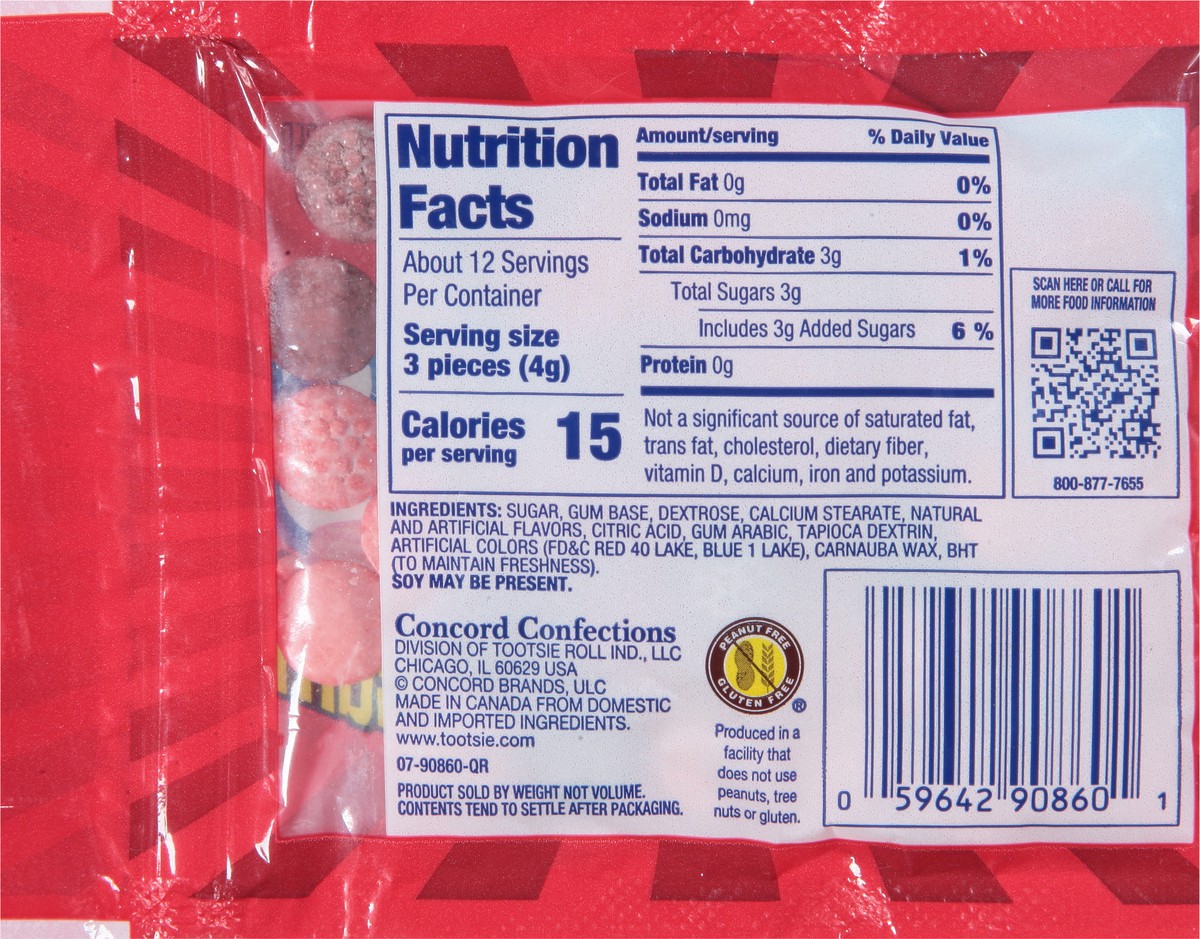 Nutrition
Facts
About 12 Servings
Per Container
Serving size
3 pieces (4g)
Calories 15
per serving
Amount/serving % Daily Value
Total Fat 0g 0%
Sodium 0mg 0%
Total Carbohydrate 3g 1%
Total Sugars 3g
Includes 3g Added Sugars 6 %
Protein 0g
Not a significant source of saturated fat,
trans fat, cholesterol, dietary fiber,
vitamin D, calcium, iron and potassium.
SCAN HERE OR CALL FOR
MORE FOOD INFORMATION
800-877-7655
INGREDIENTS: SUGAR, GUM BASE, DEXTROSE, CALCIUM STEARATE, NATURAL
AND ARTIFICIAL FLAVORS, CITRIC ACID, GUM ARABIC, TAPIOCA DEXTRIN,
ARTIFICIAL COLORS (FD&C RED 40 LAKE, BLUE 1 LAKE), CARNAUBA WAX, BHT
(TO MAINTAIN FRESHNESS).
SOY MAY BE PRESENT.
Concord Confections
DIVISION OF TOOTSIE ROLL IND., LLC
CHICAGO, IL 60629 USA
© CONCORD BRANDS, ULC
MADE IN CANADA FROM DOMESTIC
AND IMPORTED INGREDIENTS.
www.tootsie.com
07-90860-QR
PRODUCT SOLD BY WEIGHT NOT VOLUME.
CONTENTS TEND TO SETTLE AFTER PACKAGING.
PEANUT FREE
GLUTEN FREE
®
Produced in a
facility that
does not use
peanuts, tree
nuts or gluten.
0 59642 90860 1